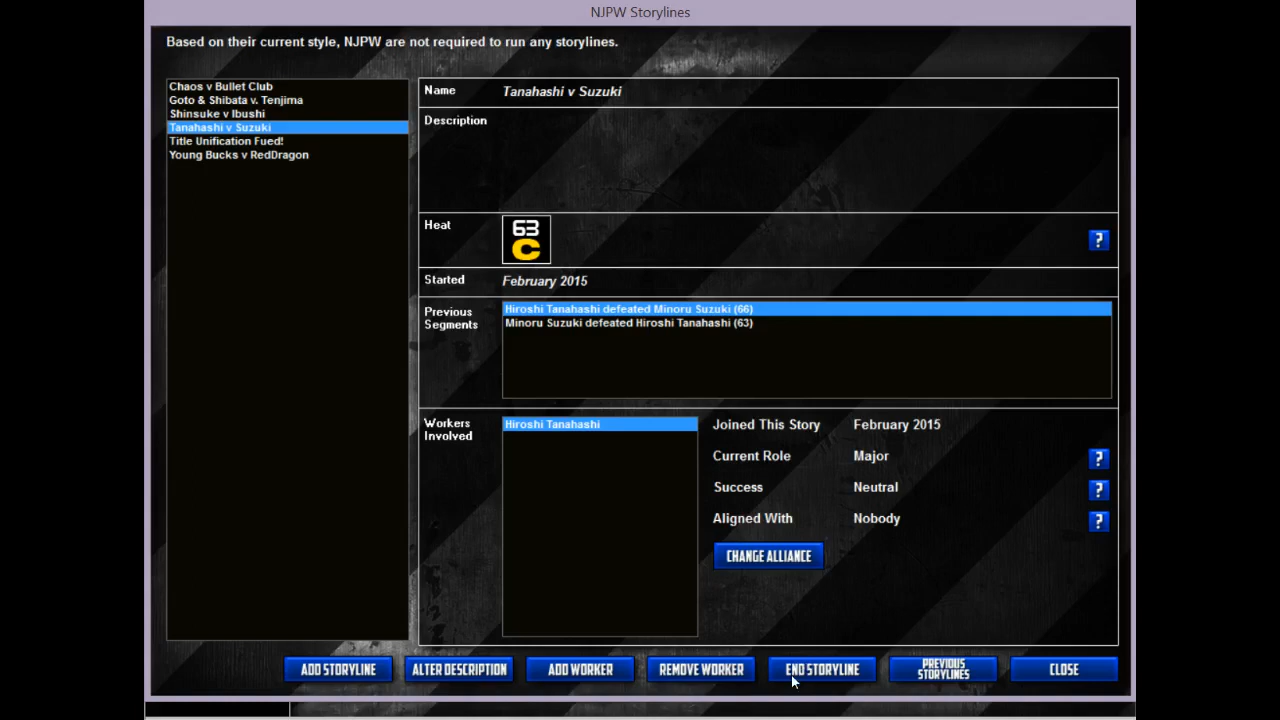 NJPW Storylines
Based on their current style, NJPW are not required to run any storylines.
Chaos v Bullet Club
Goto & Shibata v. Tenjima
Shinsuke v Ibushi
Tanahashi v Suzuki
Title Unification Fued!
Young Bucks v RedDragon
Name Tanahashi v Suzuki
Description
Heat 63 C ?
Started February 2015
Previous Segments
Hiroshi Tanahashi defeated Minoru Suzuki (66)
Minoru Suzuki defeated Hiroshi Tanahashi (63)
Workers Involved
Hiroshi Tanahashi
Joined This Story February 2015
Current Role Major ?
Success Neutral ?
Aligned With Nobody ?
CHANGE ALLIANCE
ADD STORYLINE ALTER DESCRIPTION ADD WORKER REMOVE WORKER END STORYLINE PREVIOUS STORYLINES CLOSE